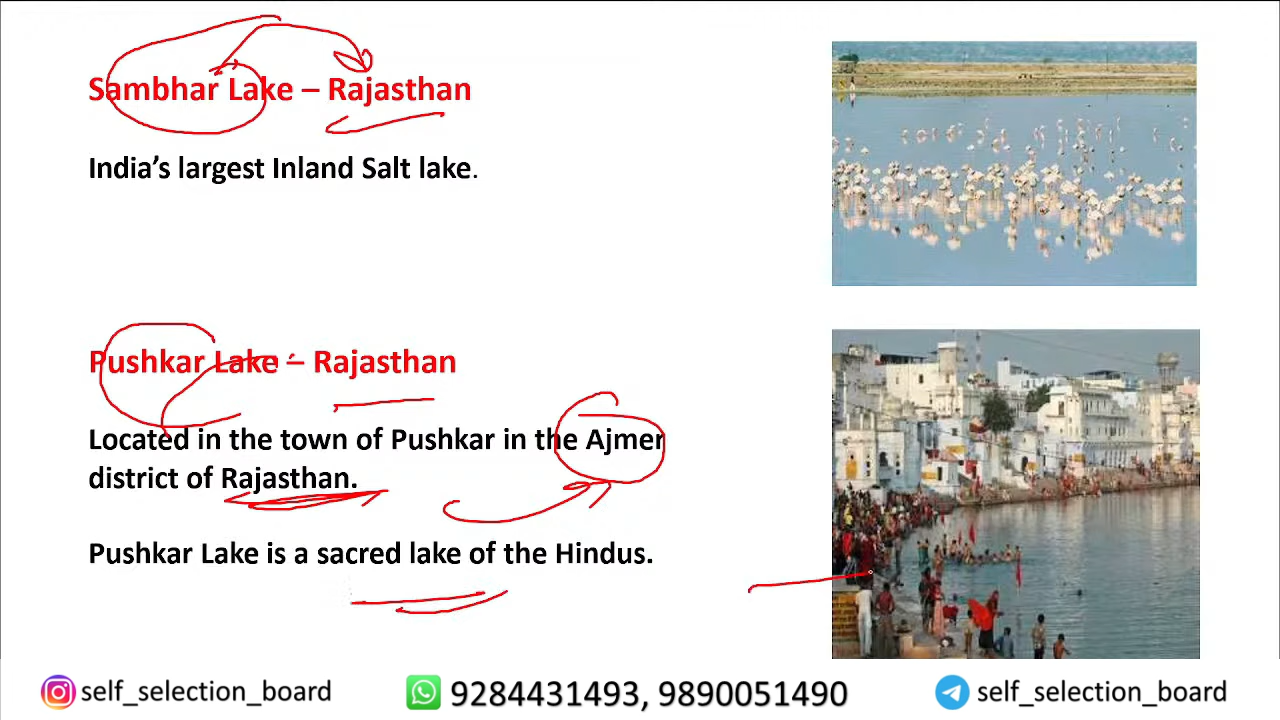 Sambhar Lake – Rajasthan
India's largest Inland Salt lake.
Pushkar Lake – Rajasthan
Located in the town of Pushkar in the Ajmer
district of Rajasthan.
Pushkar Lake is a sacred lake of the Hindus.
self_selection_board
9284431493, 9890051490
self_selection_board